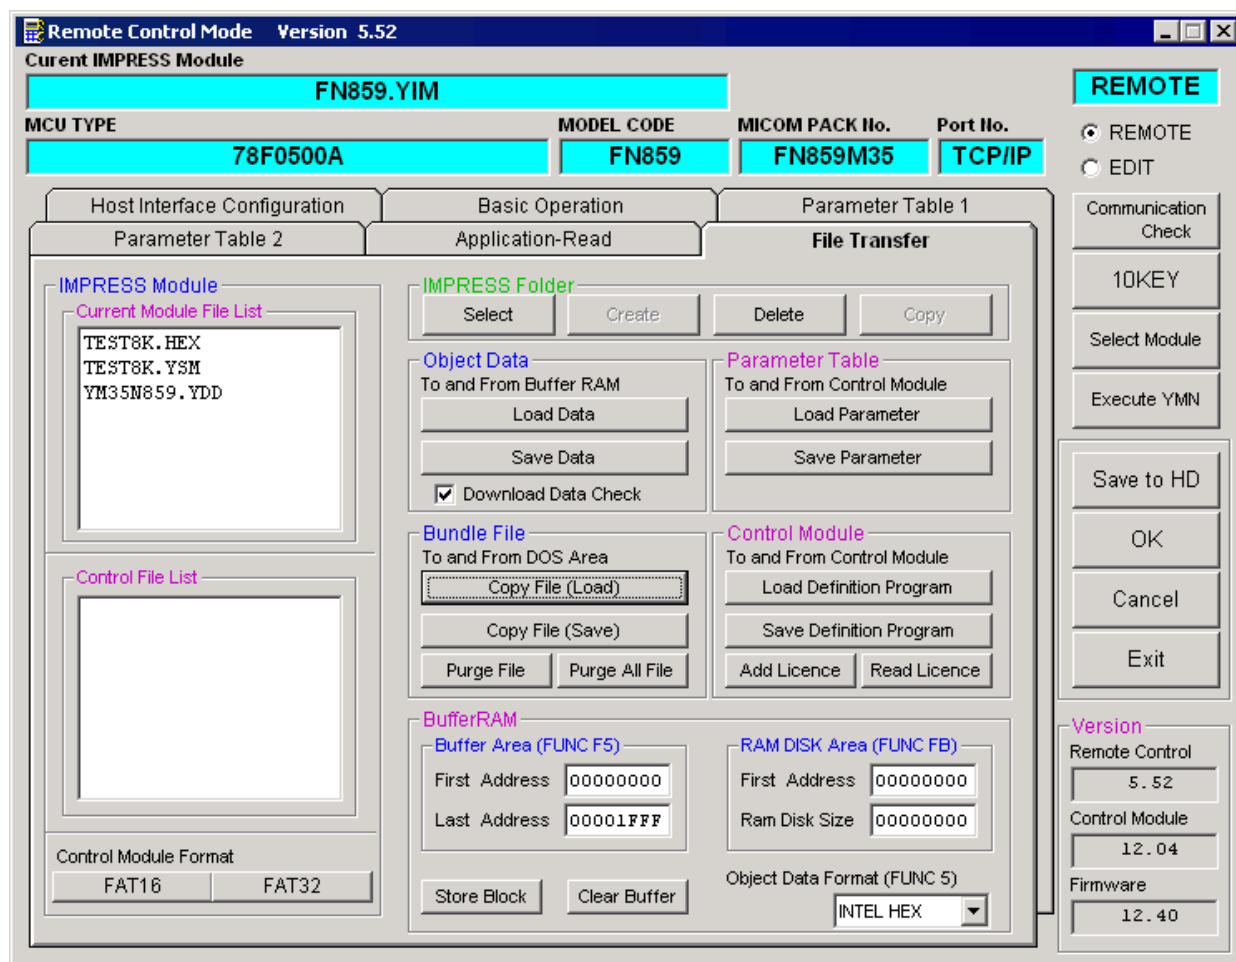 Remote Control Mode Version 5.52
Curent IMPRESS Module
FN859.YIM
REMOTE
MCU TYPE
MODEL CODE
MICOM PACK No.
Port No.
78F0500A
FN859
FN859M35
TCP/IP
REMOTE
EDIT
Host Interface Configuration
Basic Operation
Parameter Table 1
Parameter Table 2
Application-Read
File Transfer
IMPRESS Module
Current Module File List
TEST8K.HEX
TEST8K.YSM
YM35N859.YDD
Control File List
Control Module Format
FAT16
FAT32
IMPRESS Folder
Select
Create
Delete
Copy
Object Data
To and From Buffer RAM
Load Data
Save Data
Download Data Check
Parameter Table
To and From Control Module
Load Parameter
Save Parameter
Bundle File
To and From DOS Area
Copy File (Load)
Copy File (Save)
Purge File
Purge All File
Control Module
To and From Control Module
Load Definition Program
Save Definition Program
Add Licence
Read Licence
BufferRAM
Buffer Area (FUNC F5)
First Address 00000000
Last Address 00001FFF
RAM DISK Area (FUNC FB)
First Address 00000000
Ram Disk Size 00000000
Store Block
Clear Buffer
Object Data Format (FUNC 5)
INTEL HEX
Communication
Check
10KEY
Select Module
Execute YMN
Save to HD
OK
Cancel
Exit
Version
Remote Control
5.52
Control Module
12.04
Firmware
12.40